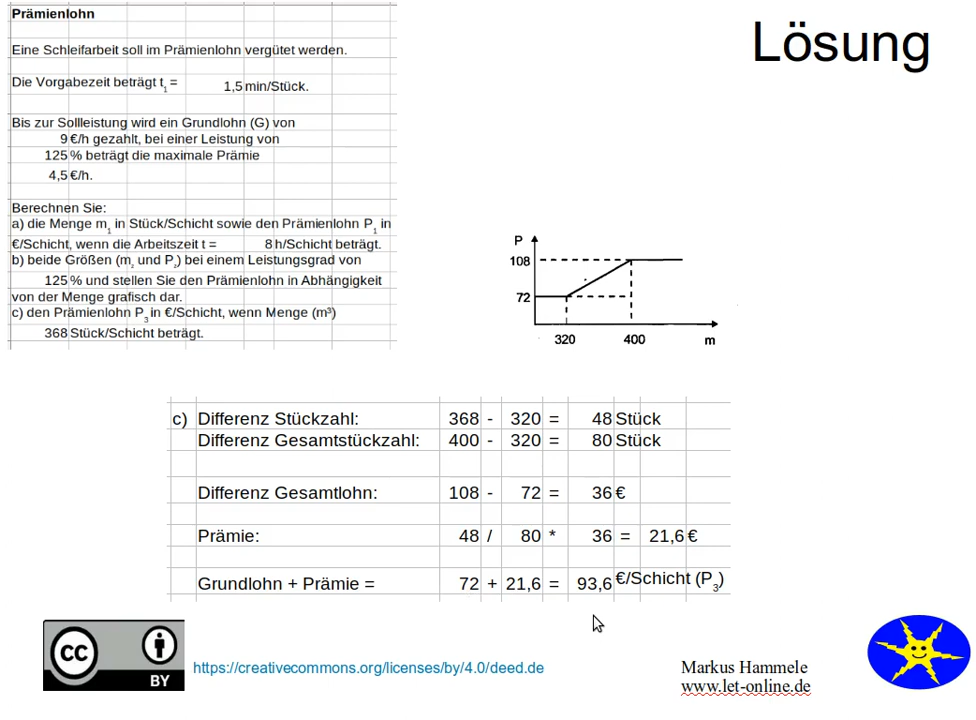 Prämienlohn
Lösung
Eine Schleifarbeit soll im Prämienlohn vergütet werden.
Die Vorgabezeit beträgt t1 = 1,5 min/Stück.
Bis zur Sollleistung wird ein Grundlohn (G) von
9 €/h gezahlt, bei einer Leistung von
125 % beträgt die maximale Prämie
4,5 €/h.
Berechnen Sie:
a) die Menge m1 in Stück/Schicht sowie den Prämienlohn P1 in
€/Schicht, wenn die Arbeitszeit t = 8 h/Schicht beträgt.
b) beide Größen (m2 und P2) bei einem Leistungsgrad von
125 % und stellen Sie den Prämienlohn in Abhängigkeit
von der Menge grafisch dar.
c) den Prämienlohn P3 in €/Schicht, wenn Menge (m³)
368 Stück/Schicht beträgt.
P
108
72
320 400 m
c) Differenz Stückzahl: 368 - 320 = 48 Stück
Differenz Gesamtstückzahl: 400 - 320 = 80 Stück
Differenz Gesamtlohn: 108 - 72 = 36 €
Prämie: 48 / 80 * 36 = 21,6 €
Grundlohn + Prämie = 72 + 21,6 = 93,6 €/Schicht (P3)
cc
BY
https://creativecommons.org/licenses/by/4.0/deed.de
Markus Hammele
www.let-online.de